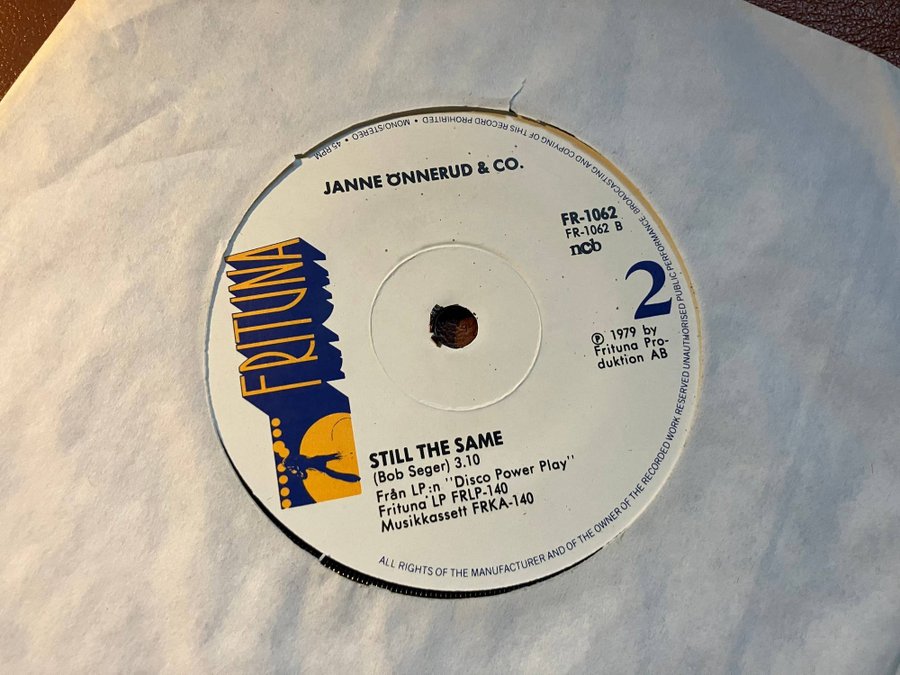 45 RPM • MONO/STEREO • BROADCASTING AND COPYING OF THIS RECORD PROHIBITED •
JANNE ÖNNERUD & CO.
FR-1062
FR-1062 B
ncb
2
℗ 1979 by
Frituna Pro-
duktion AB
FRITUNA
STILL THE SAME
(Bob Seger) 3.10
Från LP:n "Disco Power Play"
Frituna LP FRLP-140
Musikkassett FRKA-140
ALL RIGHTS OF THE MANUFACTURER AND OF THE OWNER OF THE RECORDED WORK RESERVED UNAUTHORISED PUBLIC PERFORMANCE